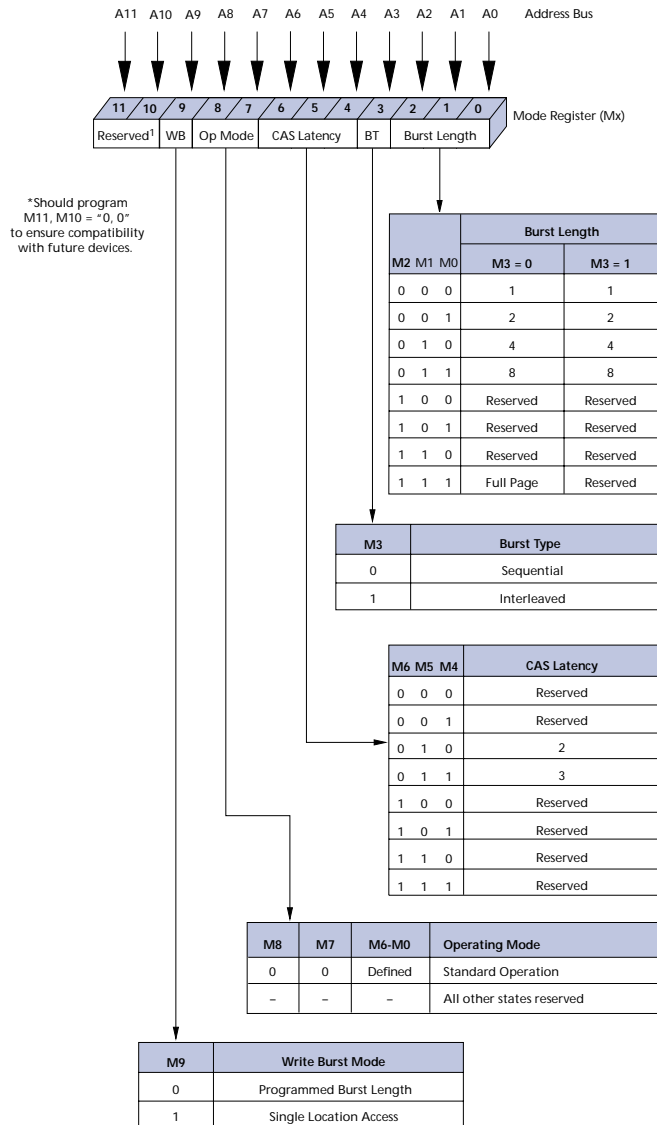 A11 A10 A9 A8 A7 A6 A5 A4 A3 A2 A1 A0 Address Bus
11 10 9 8 7 6 5 4 3 2 1 0
Mode Register (Mx)
Reserved1 WB Op Mode CAS Latency BT Burst Length
*Should program
M11, M10 = "0, 0"
to ensure compatibility
with future devices.
Burst Length
M2 M1 M0 M3 = 0 M3 = 1
0 0 0 1 1
0 0 1 2 2
0 1 0 4 4
0 1 1 8 8
1 0 0 Reserved Reserved
1 0 1 Reserved Reserved
1 1 0 Reserved Reserved
1 1 1 Full Page Reserved
M3 Burst Type
0 Sequential
1 Interleaved
M6 M5 M4 CAS Latency
0 0 0 Reserved
0 0 1 Reserved
0 1 0 2
0 1 1 3
1 0 0 Reserved
1 0 1 Reserved
1 1 0 Reserved
1 1 1 Reserved
M8 M7 M6-M0 Operating Mode
0 0 Defined Standard Operation
– – – All other states reserved
M9 Write Burst Mode
0 Programmed Burst Length
1 Single Location Access